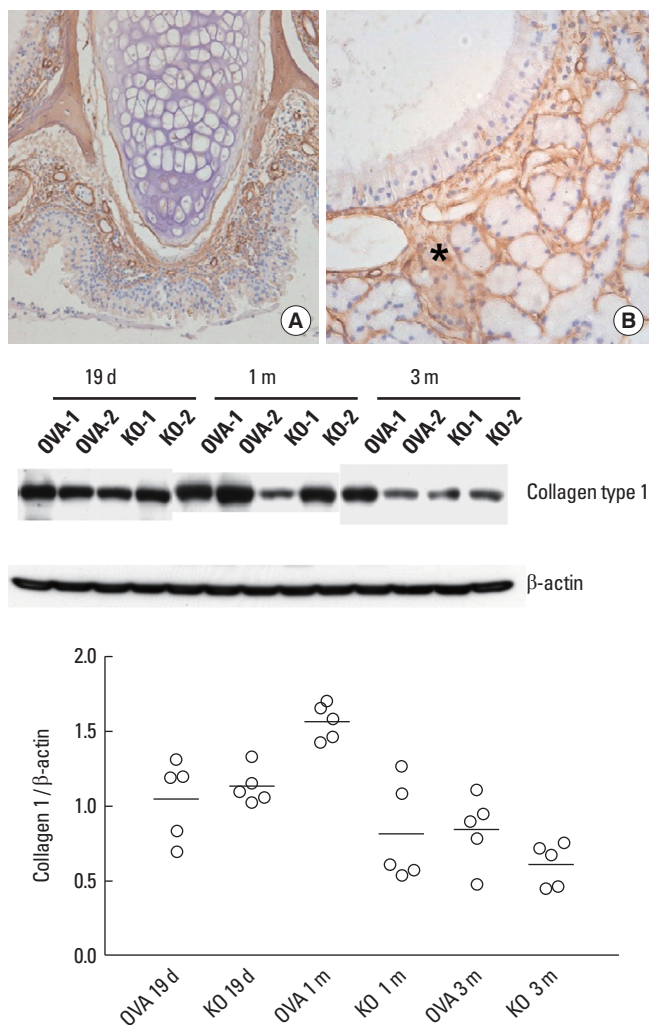 A
* B
19 d 1 m 3 m
OVA-1 OVA-2 KO-1 KO-2 OVA-1 OVA-2 KO-1 KO-2 OVA-1 OVA-2 KO-1 KO-2
Collagen type 1
β-actin
2.0
1.5
1.0
0.5
0.0
Collagen 1/β-actin
OVA 19 d KO 19 d OVA 1 m KO 1 m OVA 3 m KO 3 m